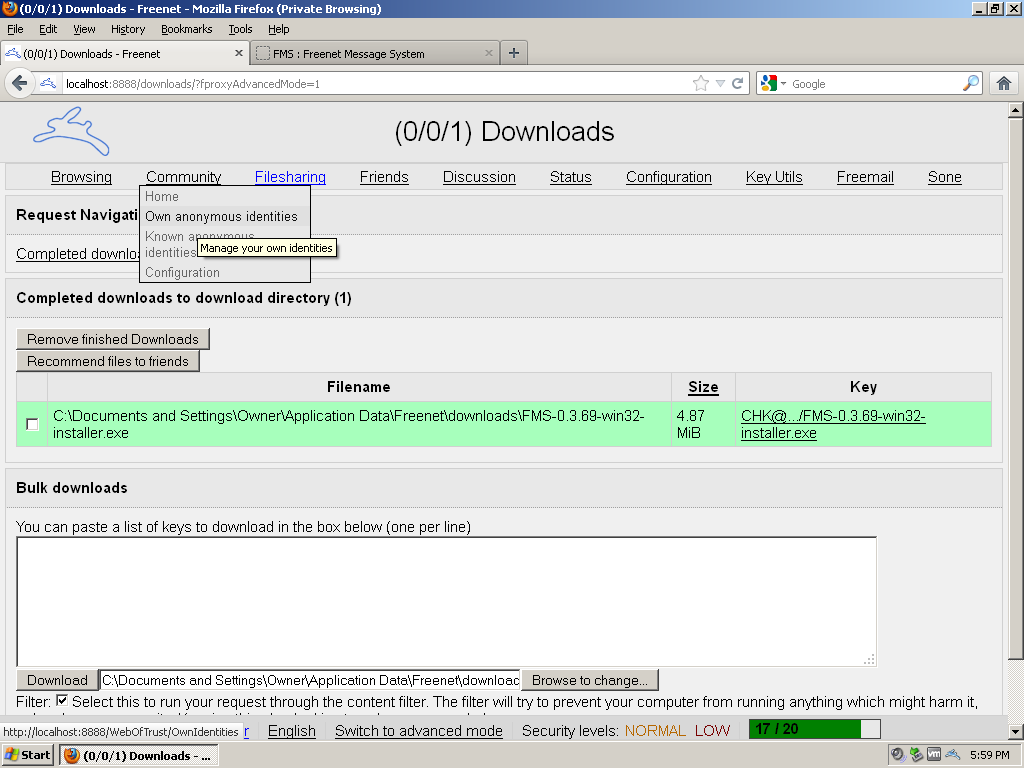 (0/0/1) Downloads - Freenet - Mozilla Firefox (Private Browsing)
File Edit View History Bookmarks Tools Help
(0/0/1) Downloads - Freenet
FMS : Freenet Message System
localhost:8888/downloads/?fproxyAdvancedMode=1
Google
(0/0/1) Downloads
Browsing Community Filesharing Friends Discussion Status Configuration Key Utils Freemail Sone
Home
Request Navigati
Own anonymous identities
Known anonymous
identities
Manage your own identities
Completed downlo
Configuration
Completed downloads to download directory (1)
Remove finished Downloads
Recommend files to friends
Filename Size Key
C:\Documents and Settings\Owner\Application Data\Freenet\downloads\FMS-0.3.69-win32-
installer.exe
4.87
MiB
CHK@.../FMS-0.3.69-win32-
installer.exe
Bulk downloads
You can paste a list of keys to download in the box below (one per line)
Download C:\Documents and Settings\Owner\Application Data\Freenet\downloac Browse to change...
Filter: Select this to run your request through the content filter. The filter will try to prevent your computer from running anything which might harm it,
http://localhost:8888/WebOfTrust/OwnIdentities r English Switch to advanced mode Security levels: NORMAL LOW 17 / 20
Start (0/0/1) Downloads - ... 5:59 PM